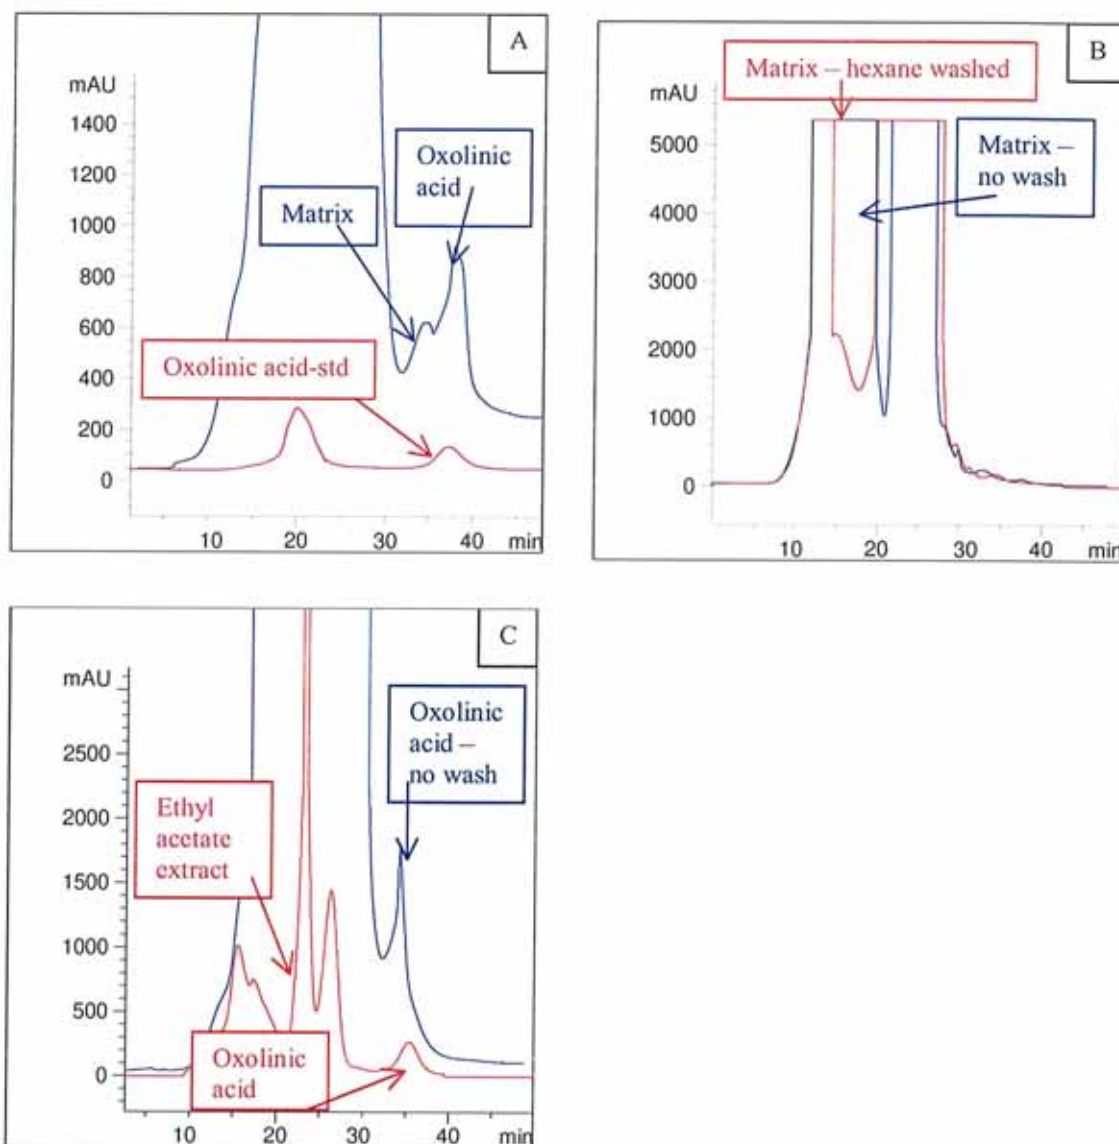 A
mAU
1400
1200
1000
800
600
400
200
0
Oxolinic
acid
Matrix
Oxolinic acid-std
10 20 30 40 min
B
Matrix – hexane washed
mAU
5000
4000
3000
2000
1000
0
Matrix –
no wash
10 20 30 40 min
C
mAU
2500
2000
1500
1000
500
0
Oxolinic
acid –
no wash
Ethyl
acetate
extract
Oxolinic
acid
10 20 30 40 min